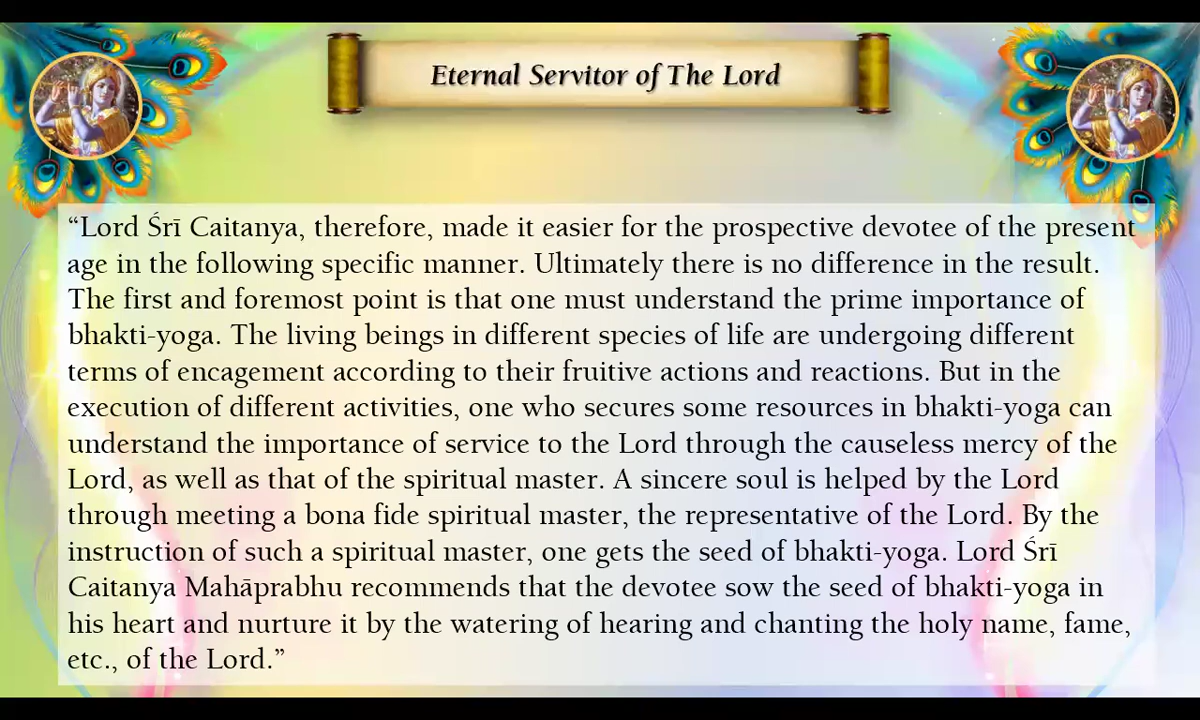 Eternal Servitor of The Lord
“Lord Śrī Caitanya, therefore, made it easier for the prospective devotee of the present
age in the following specific manner. Ultimately there is no difference in the result.
The first and foremost point is that one must understand the prime importance of
bhakti-yoga. The living beings in different species of life are undergoing different
terms of encagement according to their fruitive actions and reactions. But in the
execution of different activities, one who secures some resources in bhakti-yoga can
understand the importance of service to the Lord through the causeless mercy of the
Lord, as well as that of the spiritual master. A sincere soul is helped by the Lord
through meeting a bona fide spiritual master, the representative of the Lord. By the
instruction of such a spiritual master, one gets the seed of bhakti-yoga. Lord Śrī
Caitanya Mahāprabhu recommends that the devotee sow the seed of bhakti-yoga in
his heart and nurture it by the watering of hearing and chanting the holy name, fame,
etc., of the Lord.”